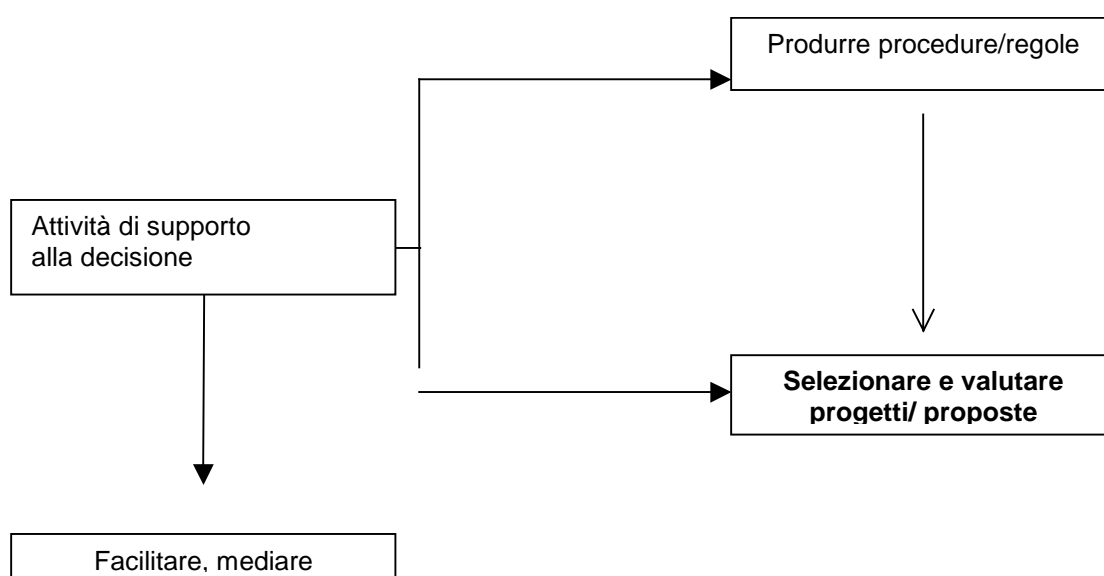 Produrre procedure/regole
Attività di supporto
alla decisione
Selezionare e valutare
progetti/ proposte
Facilitare, mediare